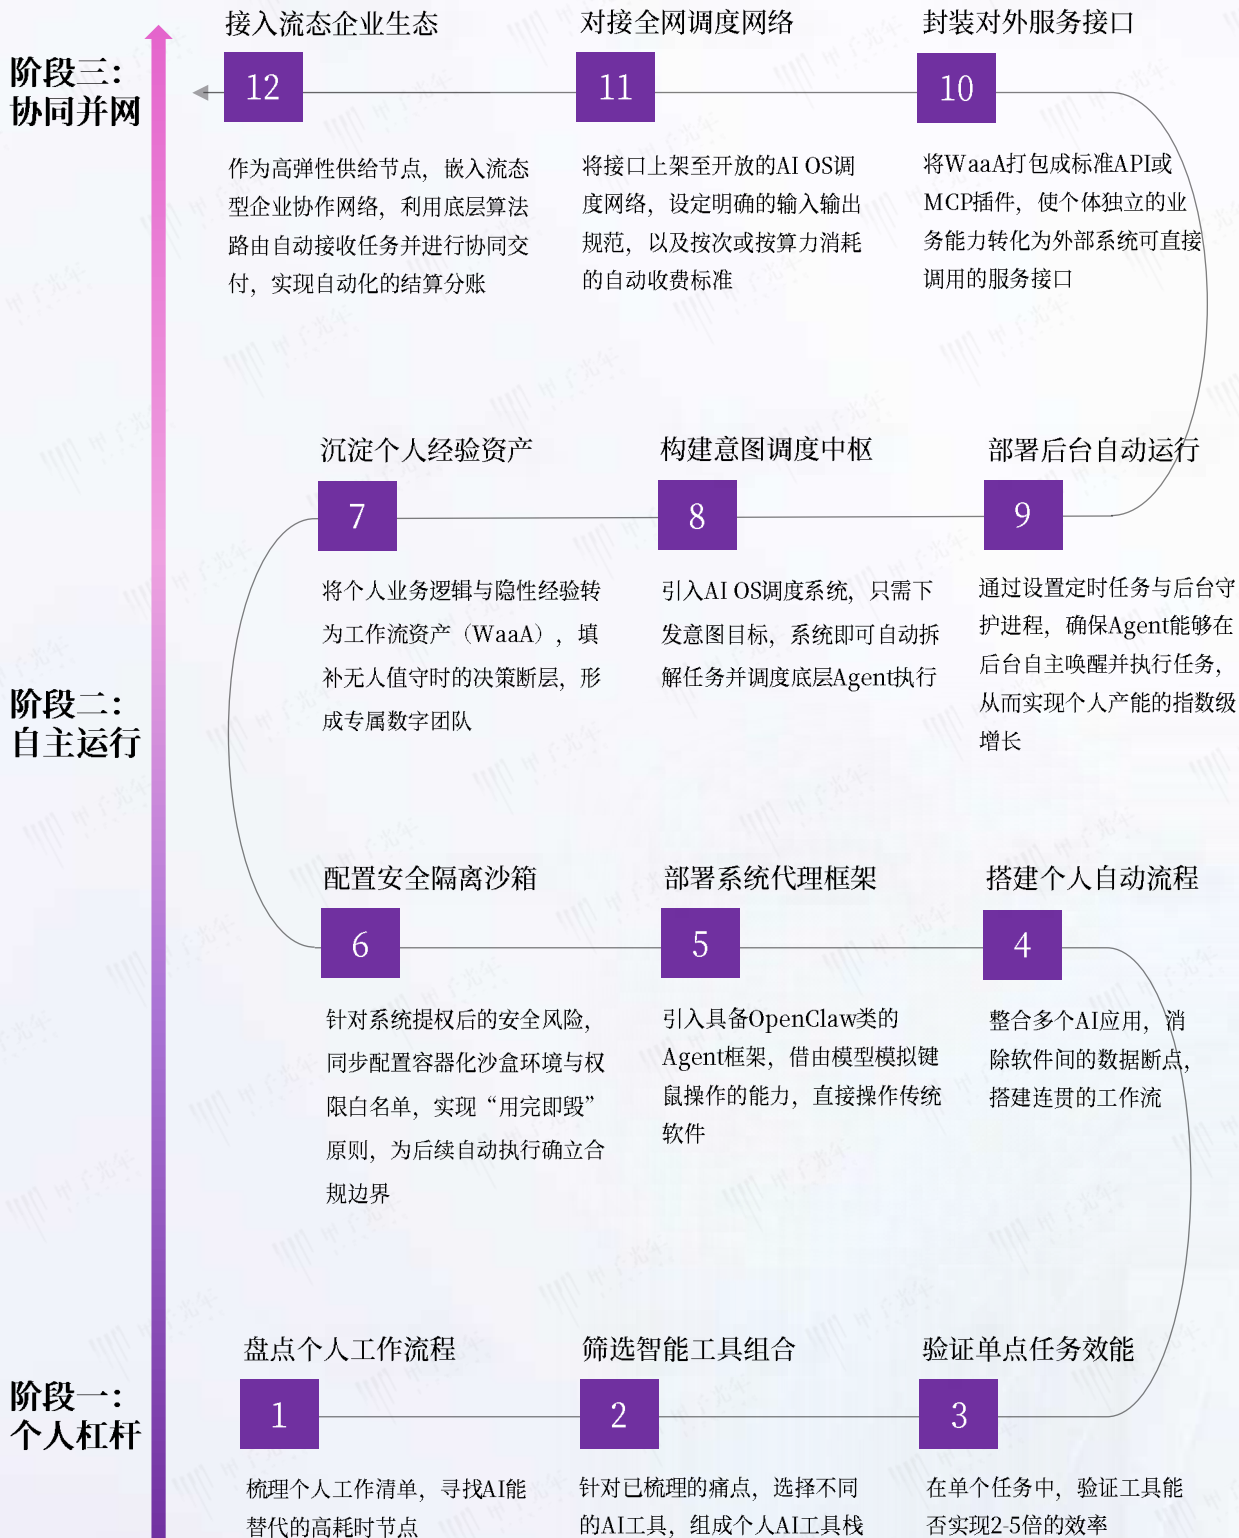 接入流态企业生态
对接全网调度网络
封装对外服务接口
阶段三：
协同并网
12
11
10
作为高弹性供给节点，嵌入流态
型企业协作网络，利用底层算法
路由自动接收任务并进行协同交
付，实现自动化的结算分账
将接口上架至开放的AI OS调
度网络，设定明确的输入输出
规范，以及按次或按算力消耗
的自动收费标准
将WaaA打包成标准API或
MCP插件，使个体独立的业
务能力转化为外部系统可直接
调用的服务接口
沉淀个人经验资产
构建意图调度中枢
部署后台自动运行
7
8
9
将个人业务逻辑与隐性经验转
为工作流资产（WaaA），填
补无人值守时的决策断层，形
成专属数字团队
引入AI OS调度系统，只需下
发意图目标，系统即可自动拆
解任务并调度底层Agent执行
通过设置定时任务与后台守
护进程，确保Agent能够在
后台自主唤醒并执行任务，
从而实现个人产能的指数级
增长
阶段二：
自主运行
配置安全隔离沙箱
部署系统代理框架
搭建个人自动流程
6
5
4
针对系统提权后的安全风险，
同步配置容器化沙盒环境与权
限白名单，实现“用完即毁”
原则，为后续自动执行确立合
规边界
引入具备OpenClaw类的
Agent框架，借由模型模拟键
鼠操作的能力，直接操作传统
软件
整合多个AI应用，消
除软件间的数据断点，
搭建连贯的工作流
盘点个人工作流程
筛选智能工具组合
验证单点任务效能
阶段一：
个人杠杆
1
2
3
梳理个人工作清单，寻找AI能
替代的高耗时节点
针对已梳理的痛点，选择不同
的AI工具，组成个人AI工具栈
在单个任务中，验证工具能
否实现2-5倍的效率
甲子光年